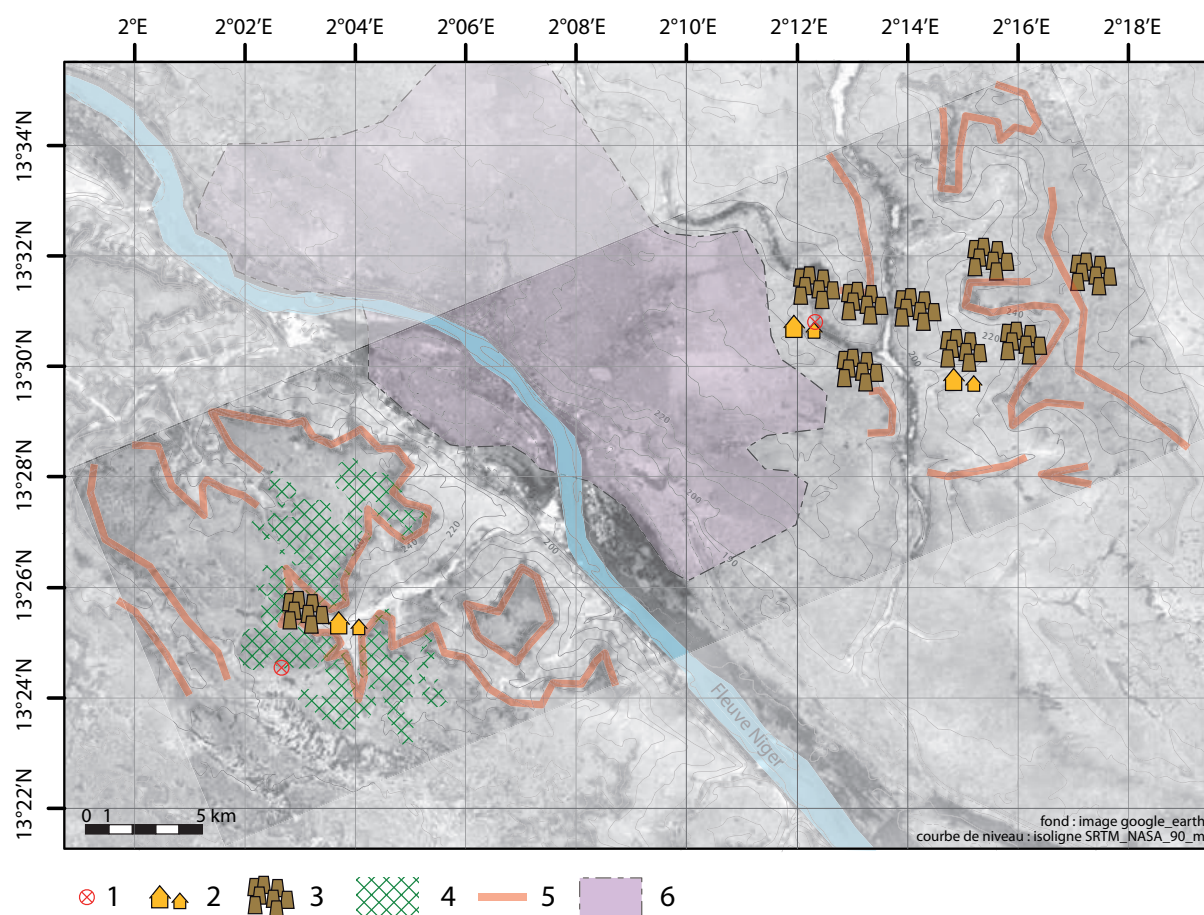 2°E 2°02′E 2°04′E 2°06′E 2°08′E 2°10′E 2°12′E 2°14′E 2°16′E 2°18′E
13°34′N
13°32′N
240
220
13°30′N
200
220
13°28′N
200
220
240
200
190
13°26′N
13°24′N
Fleuve Niger
13°22′N
0 1 5 km
fond : image google_earth
courbe de niveau : isoligne SRTM_NASA_90_m
1 2 3 4 5 6